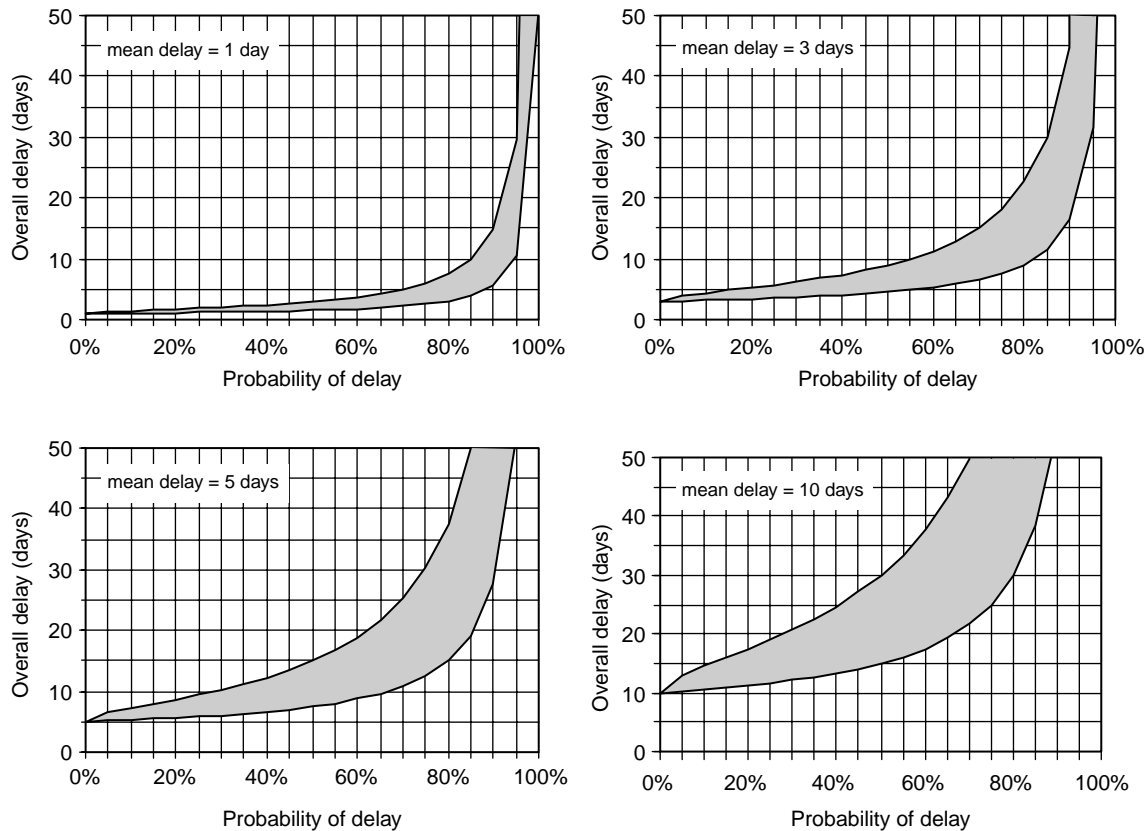 50
40
30
20
10
0
Overall delay (days)
mean delay = 1 day
0% 20% 40% 60% 80% 100%
Probability of delay
50
40
30
20
10
0
Overall delay (days)
mean delay = 3 days
0% 20% 40% 60% 80% 100%
Probability of delay
50
40
30
20
10
0
Overall delay (days)
mean delay = 5 days
0% 20% 40% 60% 80% 100%
Probability of delay
50
40
30
20
10
0
Overall delay (days)
mean delay = 10 days
0% 20% 40% 60% 80% 100%
Probability of delay